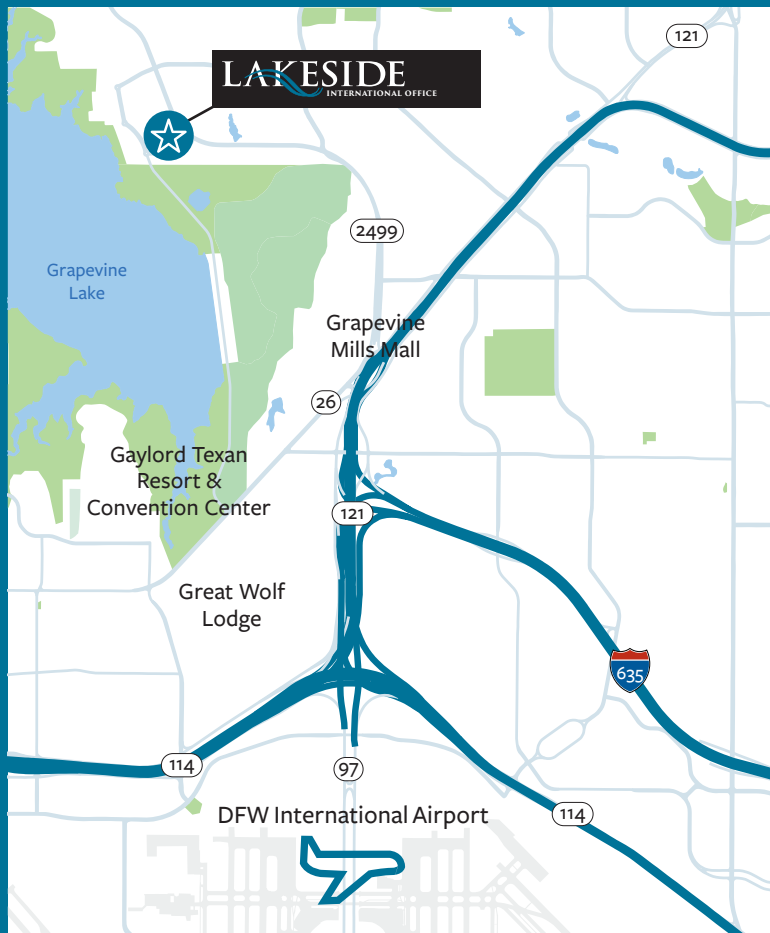 121
LAKESIDE
INTERNATIONAL OFFICE
2499
Grapevine
Lake
Grapevine
Mills Mall
26
Gaylord Texan
Resort &
Convention Center
121
Great Wolf
Lodge
635
114
97
DFW International Airport
114